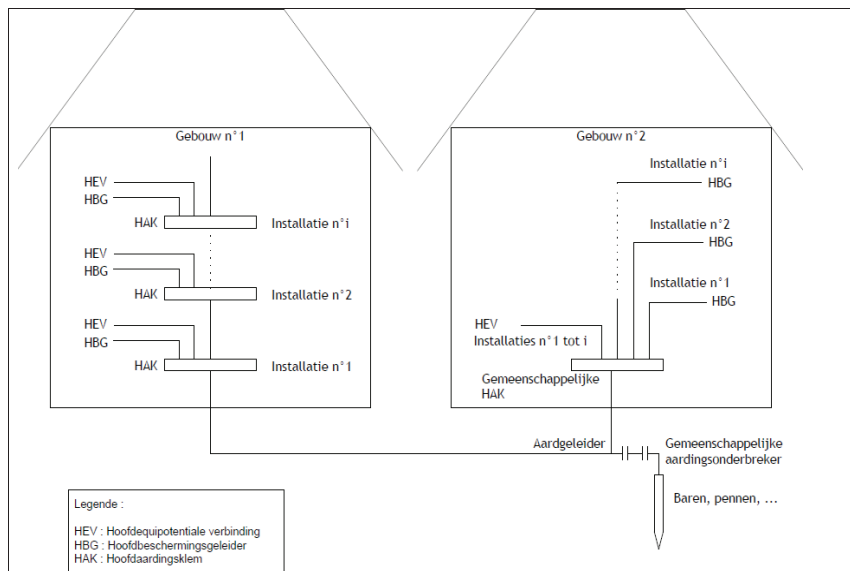 Gebouw n°1
HEV
HBG
HAK
Installatie n°i
HEV
HBG
HAK
Installatie n°2
HEV
HBG
HAK
Installatie n°1
Gebouw n°2
Installatie n°i
HBG
Installatie n°2
HBG
Installatie n°1
HBG
HEV
Installaties n°1 tot i
Gemeenschappelijke
HAK
Aardgeleider
Gemeenschappelijke
aardingsonderbreker
Baren, pennen, ...
Legende :
HEV : Hoofdequipotentiale verbinding
HBG : Hoofdbeschermingsgeleider
HAK : Hoofdaardingsklem